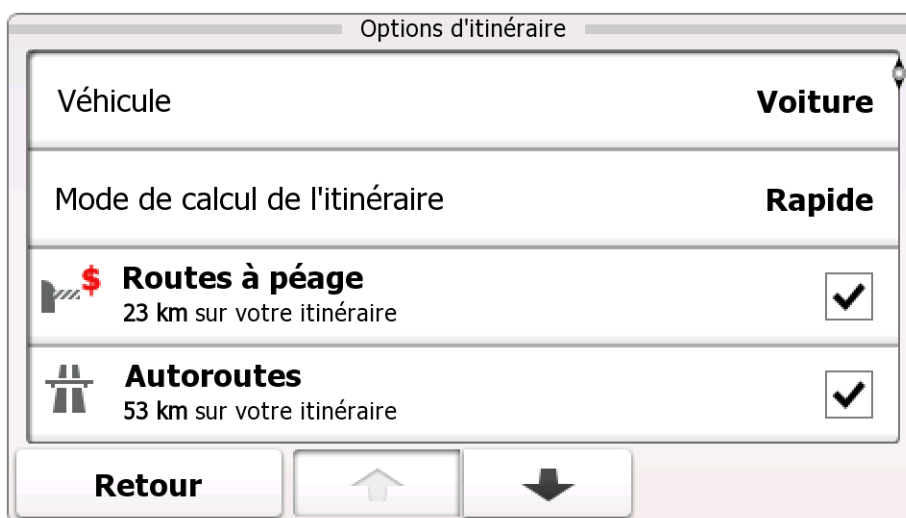 Options d'itinéraire
Véhicule Voiture
Mode de calcul de l'itinéraire Rapide
$ Routes à péage
23 km sur votre itinéraire
Autoroutes
53 km sur votre itinéraire
Retour